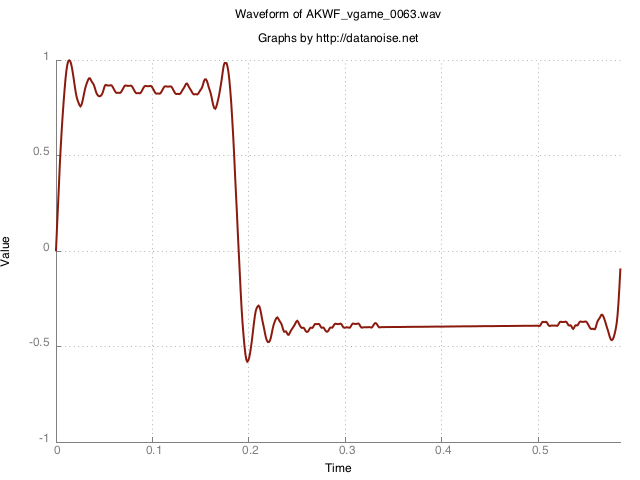 Waveform of AKWF_vgame_0063.wav
Graphs by http://datanoise.net
1
0.5
0
-0.5
-1
Value
0 0.1 0.2 0.3 0.4 0.5
Time